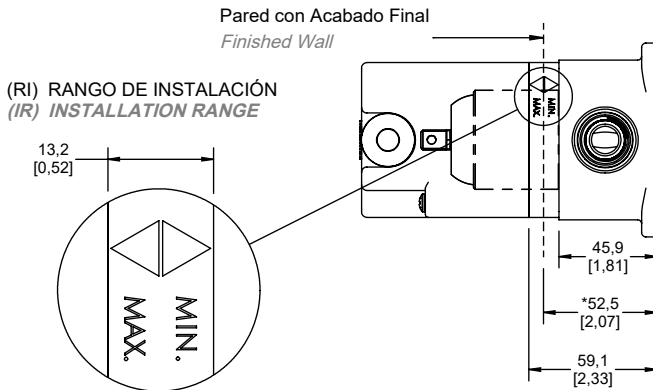 Pared con Acabado Final
Finished Wall
(RI) RANGO DE INSTALACIÓN
(IR) INSTALLATION RANGE
13,2
[0,52]
MIN.
MAX.
MIN.
MAX.
45,9
[1,81]
*52,5
[2,07]
59,1
[2,33]